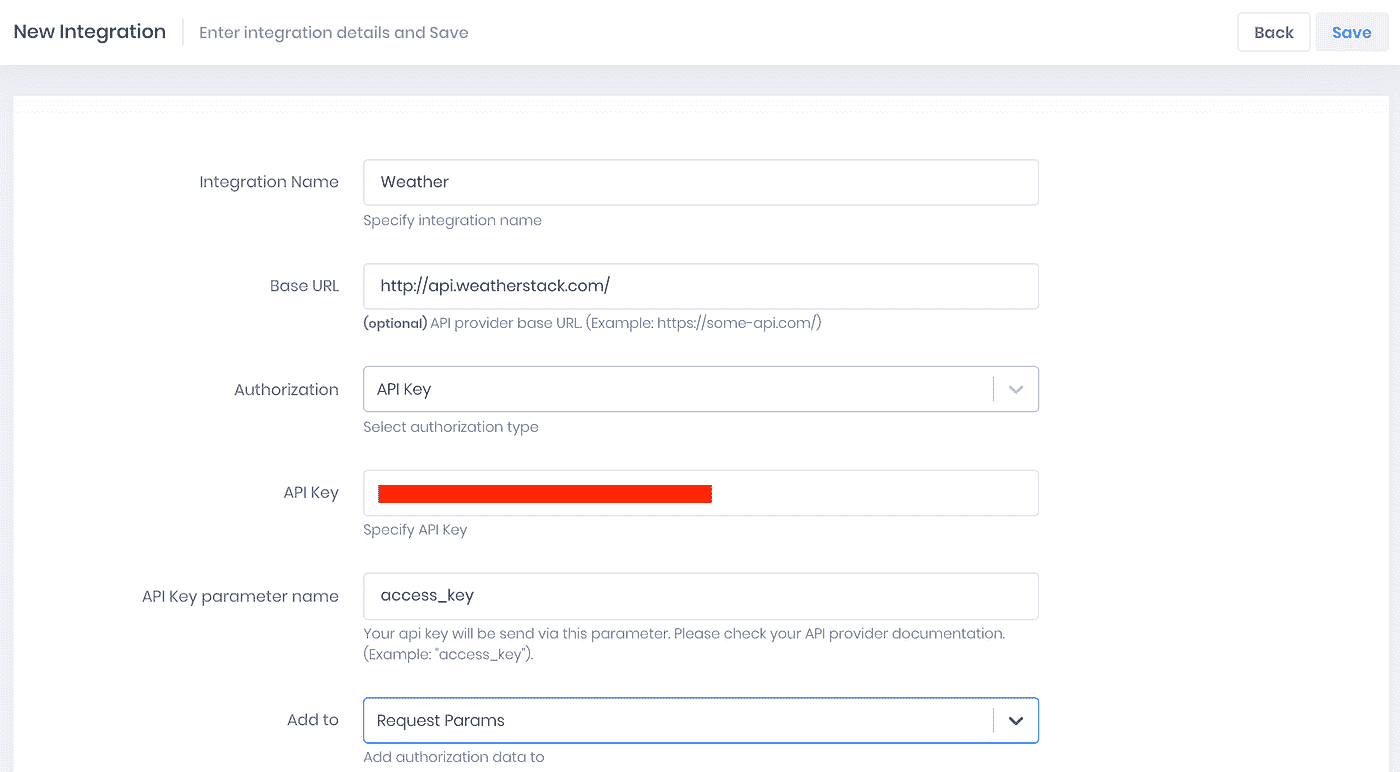 New Integration Enter integration details and Save Back Save
Integration Name Weather
Specify integration name
Base URL http://api.weatherstack.com/
(optional) API provider base URL. (Example: https://some-api.com/)
Authorization API Key
Select authorization type
API Key
Specify API Key
API Key parameter name access_key
Your api key will be send via this parameter. Please check your API provider documentation.
(Example: "access_key").
Add to Request Params
Add authorization data to